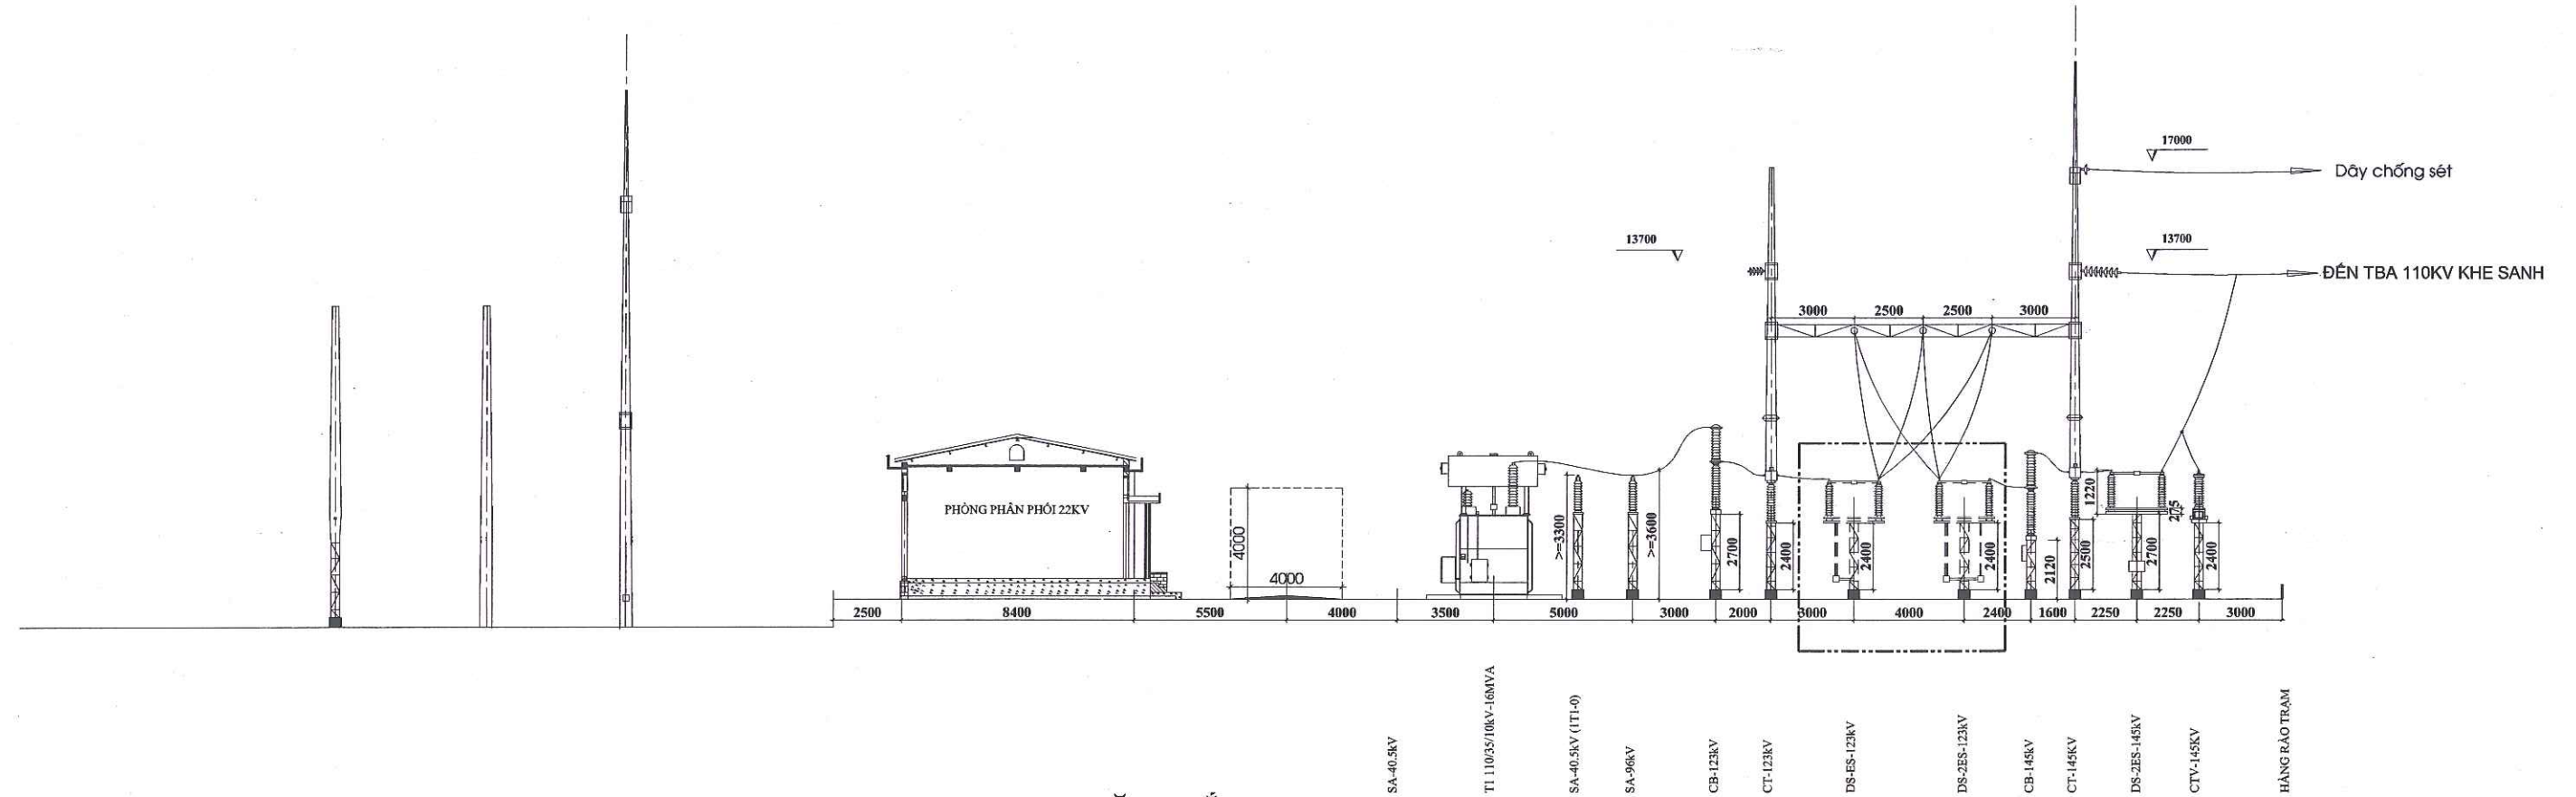 17000
Dây chống sét
13700
13700
ĐẾN TBA 110KV KHE SANH
3000
2500
2500
3000
PHÒNG PHÂN PHỐI 22KV
4000
4000
>=3300
>=3600
2700
2400
2400
2400
2120
2500
1220
2700
275
2400
2500
8400
5500
4000
3500
5000
3000
2000
3000
4000
2400
1600
2250
2250
3000
SA-40.5kV
T1 110/35/10kV-16MVA
SA-40.5kV (1T1-0)
SA-96kV
CB-123kV
CT-123kV
DS-ES-123kV
DS-2ES-123kV
CB-145kV
CT-145KV
DS-2ES-145kV
CTV-145KV
HÀNG RÀO TRẠM